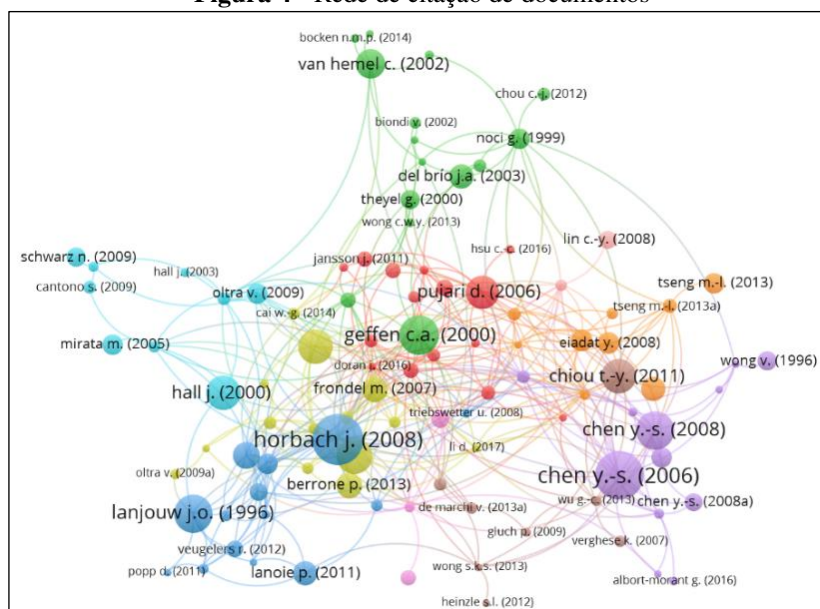 Figura 4 - Rede de citação de documentos
bocken n.m.p. (2014)
van hemel c. (2002)
chou c.-j. (2012)
biondi v. (2002)
noci g. (1999)
del brío j.a. (2003)
theyel g. (2000)
wong c.w.y. (2013)
hsu c.-c. (2016)
lin c.-y. (2008)
schwarz n. (2009)
hall j. (2003)
jansson j. (2011)
cantono s. (2009)
oltra v. (2009)
pujari d. (2006)
tseng m.-l. (2013)
tseng m.-l. (2013a)
cai w.-g. (2014)
mirata m. (2005)
geffen c.a. (2000)
eiadat y. (2008)
wong v. (1996)
doran j. (2016)
chiou t.-y. (2011)
hall j. (2000)
frondel m. (2007)
triebswetter u. (2008)
horbach j. (2008)
chen y.-s. (2008)
li d. (2017)
oltra v. (2009a)
berrone p. (2013)
chen y.-s. (2006)
lanjouw j.o. (1996)
de marchi v. (2013a)
wu g.-c. (2013)
chen y.-s. (2008a)
gluch p. (2009)
verghese k. (2007)
veugelers r. (2012)
popp d. (2011)
lanoie p. (2011)
wong s.k.s. (2013)
albort-morant g. (2016)
heinzle s.l. (2012)